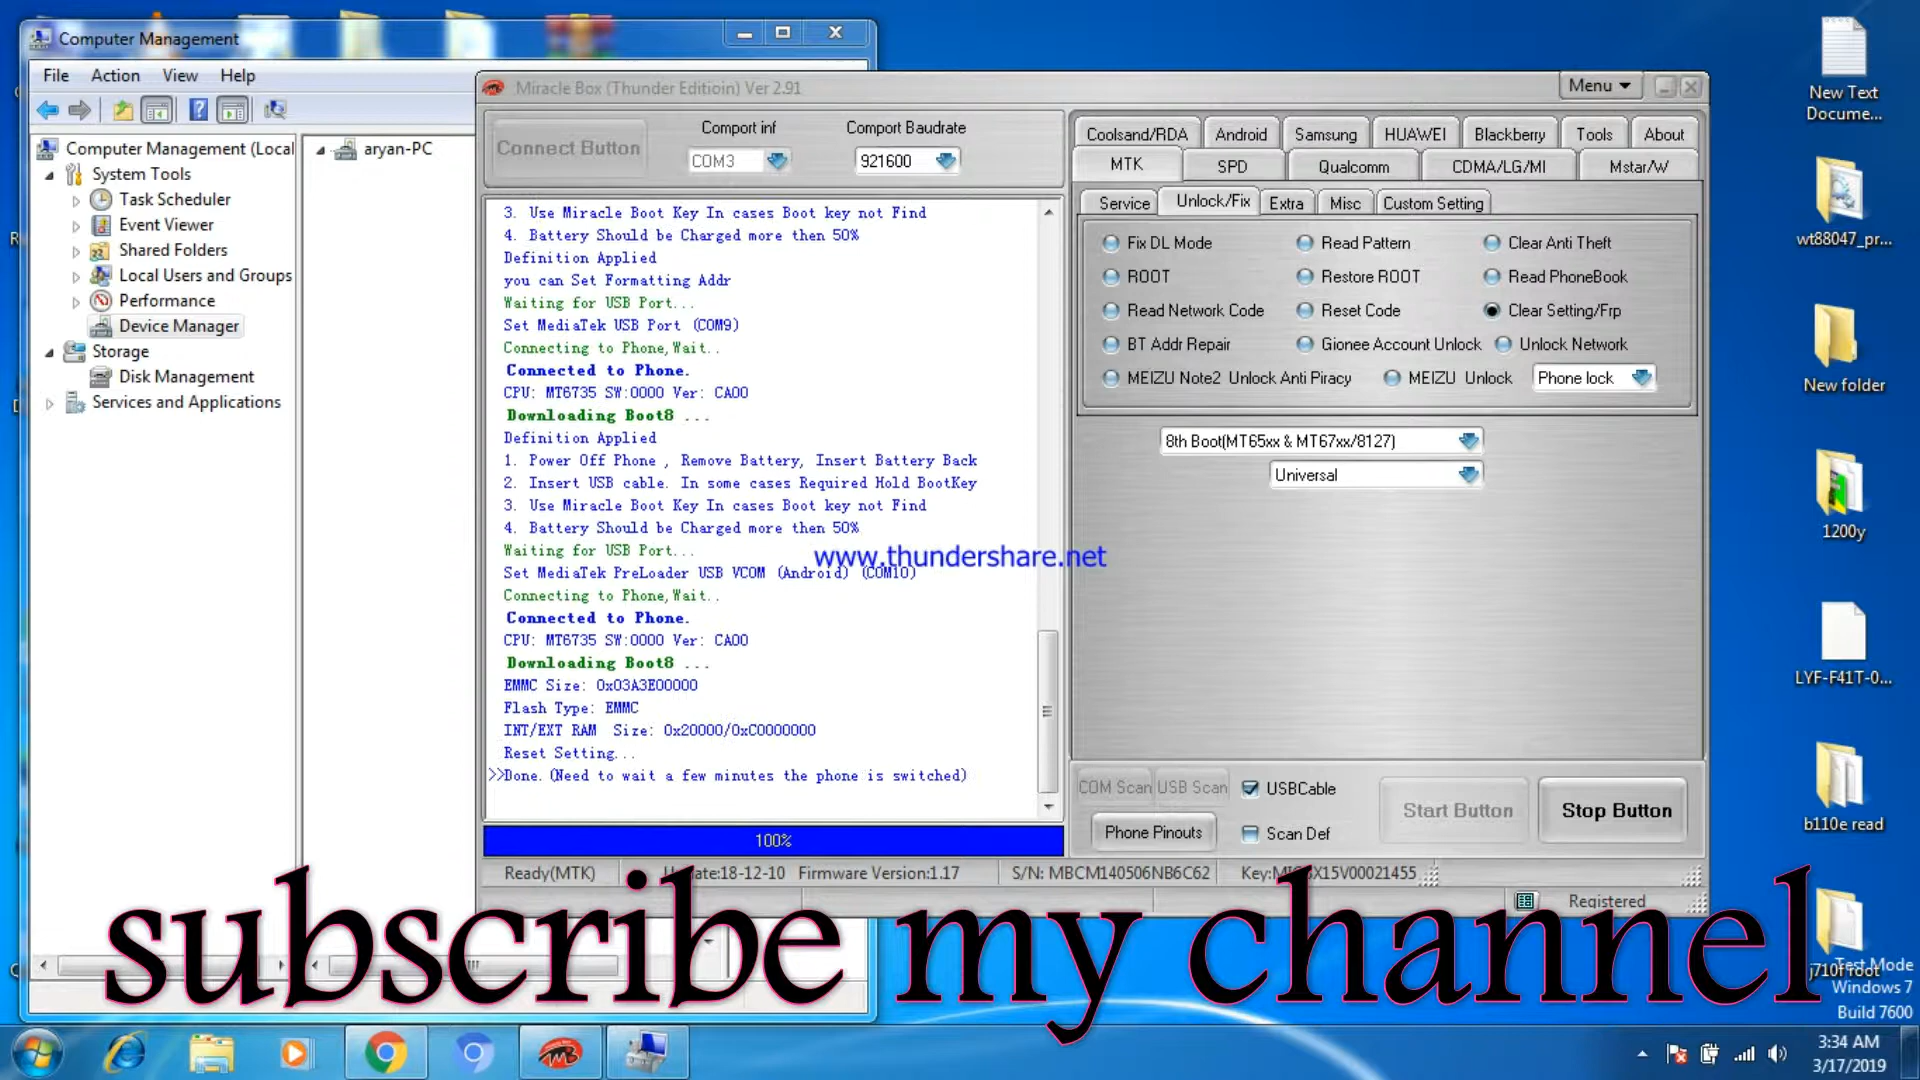 Computer Management
File Action View Help
Computer Management (Local
System Tools
Task Scheduler
Event Viewer
Shared Folders
Local Users and Groups
Performance
Device Manager
Storage
Disk Management
Services and Applications
aryan-PC
Miracle Box (Thunder Editioin) Ver 2.91
Menu
Connect Button
Comport inf
COM3
Comport Baudrate
921600
3. Use Miracle Boot Key In cases Boot key not Find
4. Battery Should be Charged more then 50%
Definition Applied
you can Set Formatting Addr
Waiting for USB Port...
Set MediaTek USB Port (COM9)
Connecting to Phone,Wait..
Connected to Phone.
CPU: MT6735 SW:0000 Ver: CA00
Downloading Boot8 ...
Definition Applied
1. Power Off Phone , Remove Battery, Insert Battery Back
2. Insert USB cable. In some cases Required Hold BootKey
3. Use Miracle Boot Key In cases Boot key not Find
4. Battery Should be Charged more then 50%
Waiting for USB Port...
Set MediaTek PreLoader USB VCOM (Android) (COM10)
Connecting to Phone,Wait..
Connected to Phone.
CPU: MT6735 SW:0000 Ver: CA00
Downloading Boot8 ...
EMMC Size: 0x03A3E00000
Flash Type: EMMC
INT/EXT RAM Size: 0x20000/0xC0000000
Reset Setting...
>>Done.(Need to wait a few minutes the phone is switched)
www.thundershare.net
100%
Coolsand/RDA Android Samsung HUAWEI Blackberry Tools About
MTK SPD Qualcomm CDMA/LG/MI Mstar/W
Service Unlock/Fix Extra Misc Custom Setting
Fix DL Mode Read Pattern Clear Anti Theft
ROOT Restore ROOT Read PhoneBook
Read Network Code Reset Code Clear Setting/Frp
BT Addr Repair Gionee Account Unlock Unlock Network
MEIZU Note2 Unlock Anti Piracy MEIZU Unlock Phone lock
8th Boot(MT65xx & MT67xx/8127)
Universal
COM Scan USB Scan USBCable Start Button Stop Button
Phone Pinouts Scan Def
Ready(MTK) Firmware Version:1.17 S/N: MBCM140506NB6C62
Registered
subscribe my channel
New Text
Docume...
wt88047_pr...
New folder
1200y
LYF-F41T-0...
b110e read
j710f root
Test Mode
Windows 7
Build 7600
3:34 AM
3/17/2019